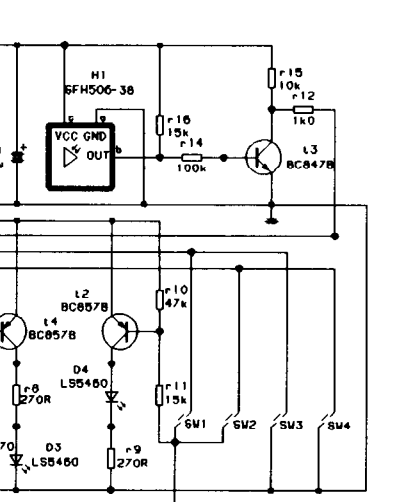 H1
SFH506-38
r15
10k
r12
1k0
r16
15k
VCC GND
OUT
r14
100k
t3
BC847B
t2
BC857B
r10
47k
t4
BC857B
D4
LS5460
r8
270R
r11
15k
SW1
SW2
SW3
SW4
70
D3
LS5460
r9
270R